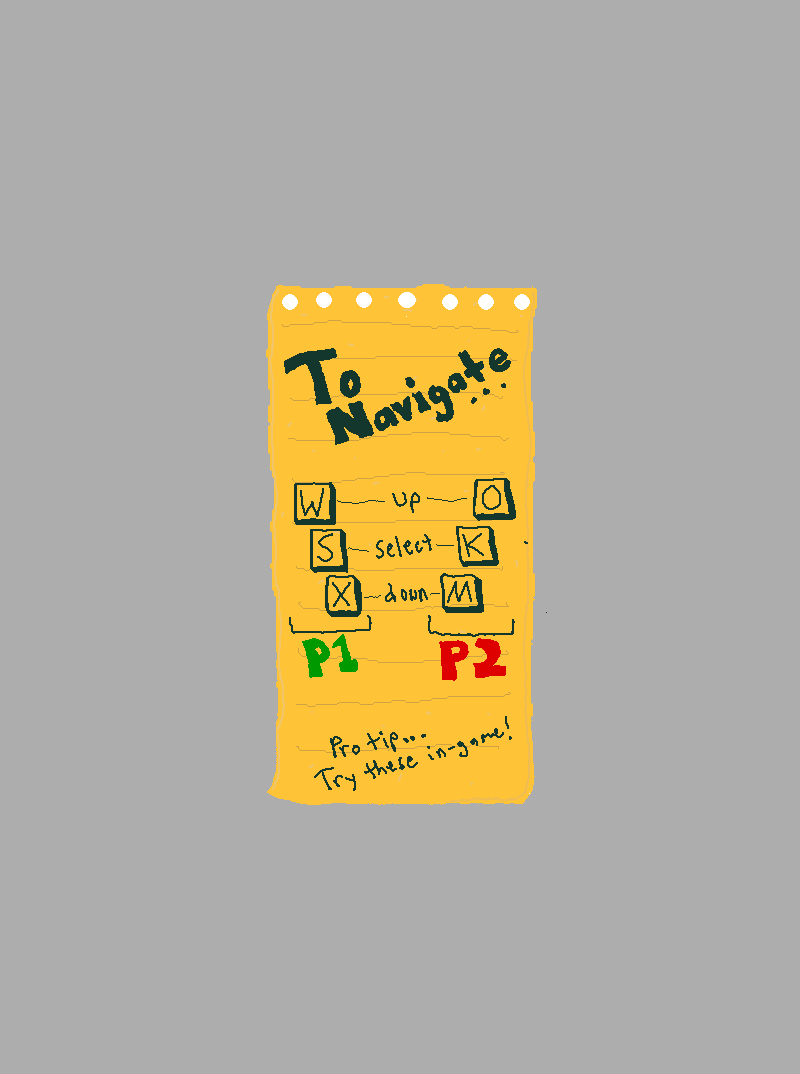 To
Navigate...
W up O
S select K
X down M
P1 P2
Pro tip...
Try these in-game!